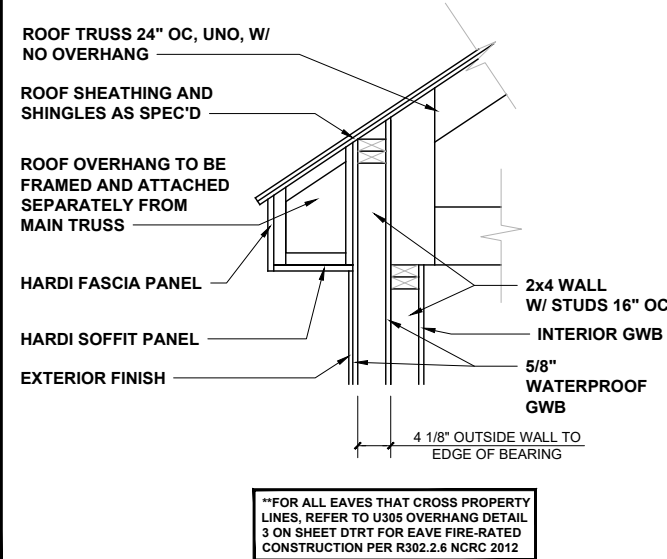 ROOF TRUSS 24" OC, UNO, W/
NO OVERHANG
ROOF SHEATHING AND
SHINGLES AS SPEC'D
ROOF OVERHANG TO BE
FRAMED AND ATTACHED
SEPARATELY FROM
MAIN TRUSS
HARDI FASCIA PANEL
HARDI SOFFIT PANEL
EXTERIOR FINISH
2x4 WALL
W/ STUDS 16" OC
INTERIOR GWB
5/8"
WATERPROOF
GWB
4 1/8" OUTSIDE WALL TO
EDGE OF BEARING
**FOR ALL EAVES THAT CROSS PROPERTY
LINES, REFER TO U305 OVERHANG DETAIL
3 ON SHEET DTRT FOR EAVE FIRE-RATED
CONSTRUCTION PER R302.2.6 NCRC 2012